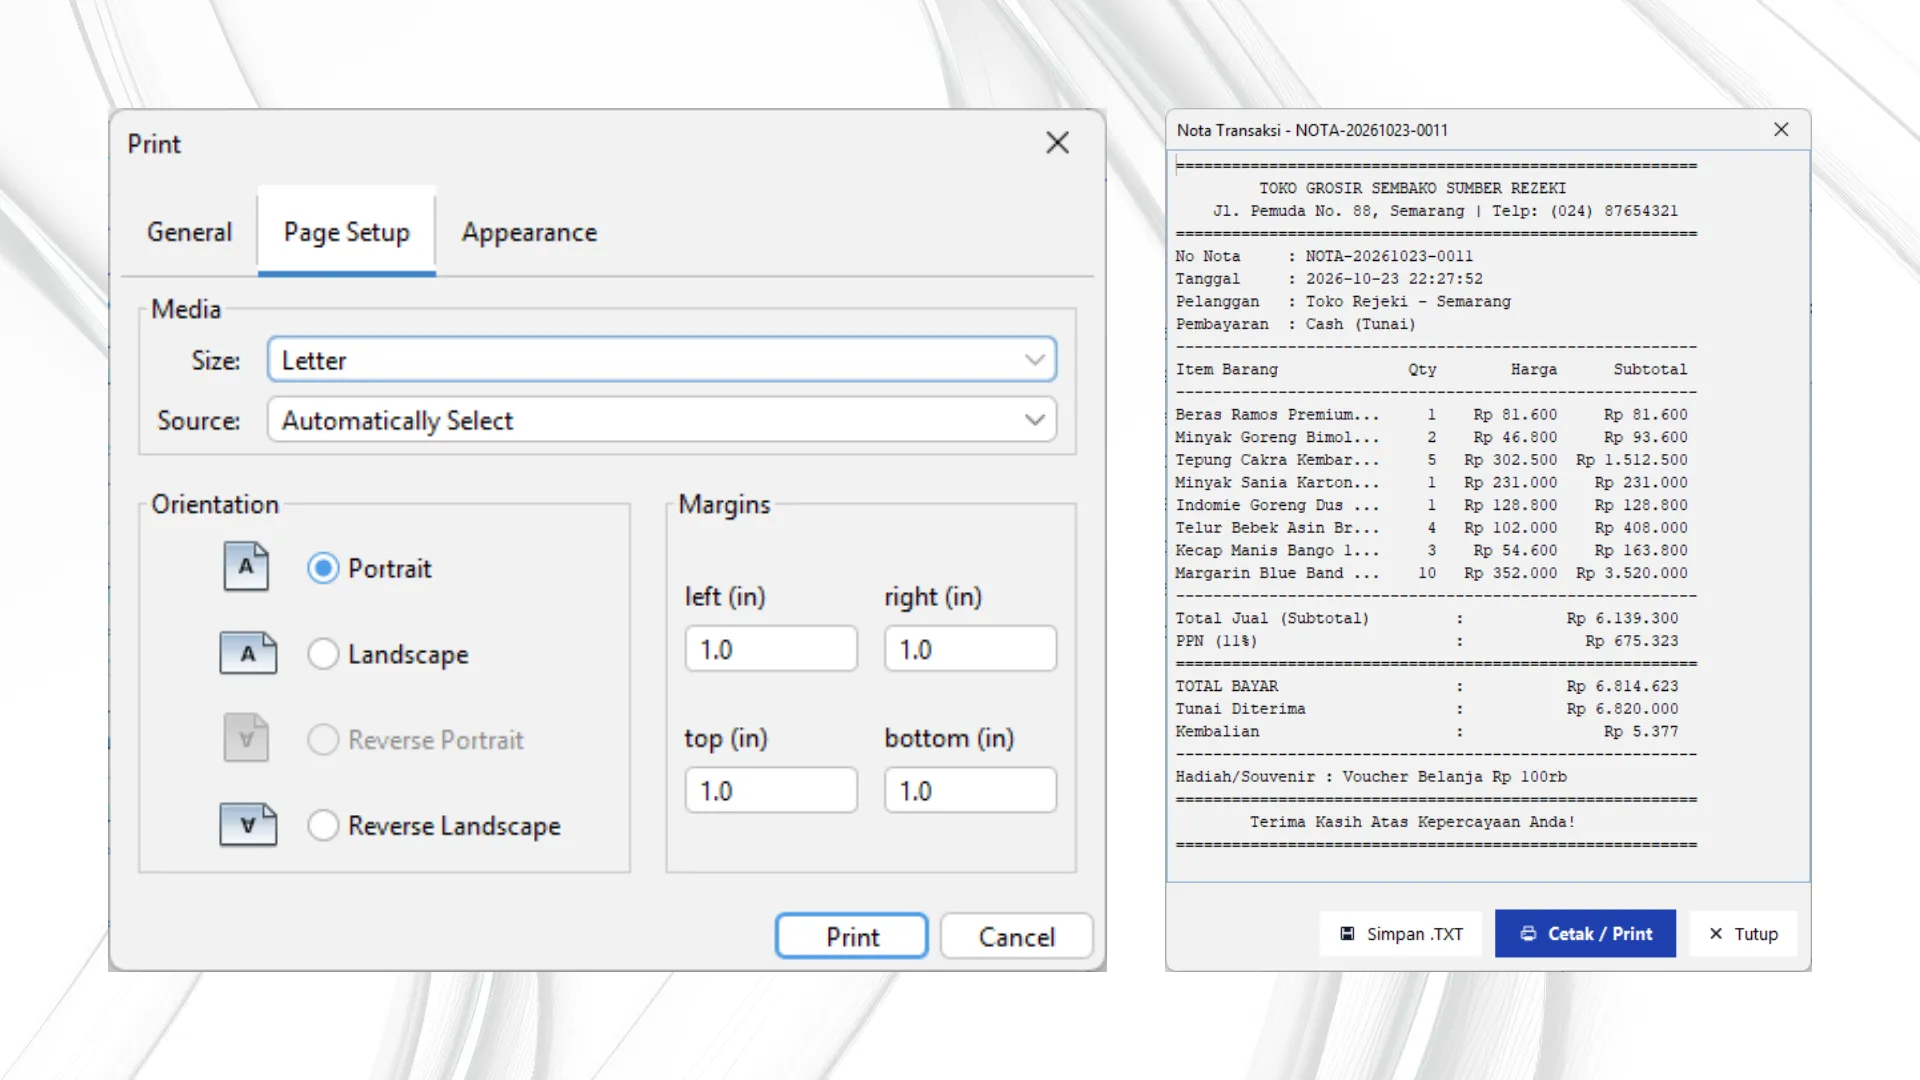 Print
General Page Setup Appearance
Media
Size: Letter
Source: Automatically Select
Orientation
A Portrait
A Landscape
A Reverse Portrait
A Reverse Landscape
Margins
left (in) right (in)
1.0 1.0
top (in) bottom (in)
1.0 1.0
Print Cancel
Nota Transaksi - NOTA-20261023-0011
========================================================
TOKO GROSIR SEMBAKO SUMBER REZEKI
Jl. Pemuda No. 88, Semarang | Telp: (024) 87654321
========================================================
No Nota : NOTA-20261023-0011
Tanggal : 2026-10-23 22:27:52
Pelanggan : Toko Rejeki - Semarang
Pembayaran : Cash (Tunai)
--------------------------------------------------------
Item Barang Qty Harga Subtotal
--------------------------------------------------------
Beras Ramos Premium... 1 Rp 81.600 Rp 81.600
Minyak Goreng Bimol... 2 Rp 46.800 Rp 93.600
Tepung Cakra Kembar... 5 Rp 302.500 Rp 1.512.500
Minyak Sania Karton... 1 Rp 231.000 Rp 231.000
Indomie Goreng Dus ... 1 Rp 128.800 Rp 128.800
Telur Bebek Asin Br... 4 Rp 102.000 Rp 408.000
Kecap Manis Bango 1... 3 Rp 54.600 Rp 163.800
Margarin Blue Band ... 10 Rp 352.000 Rp 3.520.000
--------------------------------------------------------
Total Jual (Subtotal) : Rp 6.139.300
PPN (11%) : Rp 675.323
========================================================
TOTAL BAYAR : Rp 6.814.623
Tunai Diterima : Rp 6.820.000
Kembalian : Rp 5.377
--------------------------------------------------------
Hadiah/Souvenir : Voucher Belanja Rp 100rb
========================================================
Terima Kasih Atas Kepercayaan Anda!
========================================================
Simpan .TXT Cetak / Print Tutup